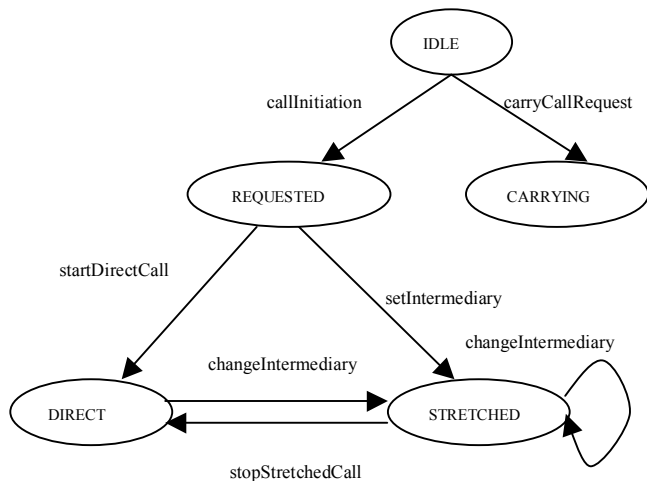 IDLE
callInitiation
carryCallRequest
REQUESTED
CARRYING
startDirectCall
setIntermediary
changeIntermediary
changeIntermediary
DIRECT
STRETCHED
stopStretchedCall